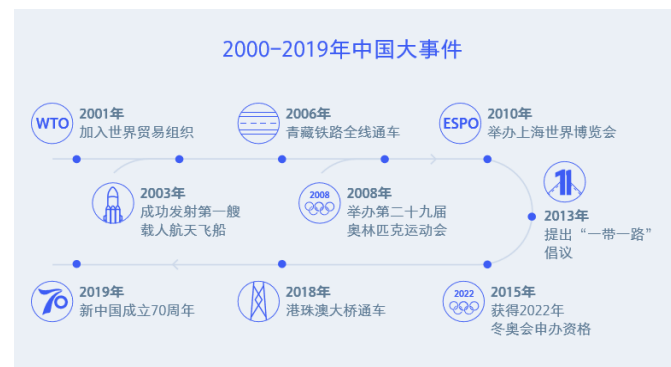 2000-2019年中国大事件
WTO
2001年
加入世界贸易组织
2006年
青藏铁路全线通车
ESPO
2010年
举办上海世界博览会
2003年
成功发射第一艘
载人航天飞船
2008
2008年
举办第二十九届
奥林匹克运动会
2013年
提出“一带一路”
倡议
70
2019年
新中国成立70周年
2018年
港珠澳大桥通车
2022
2015年
获得2022年
冬奥会申办资格